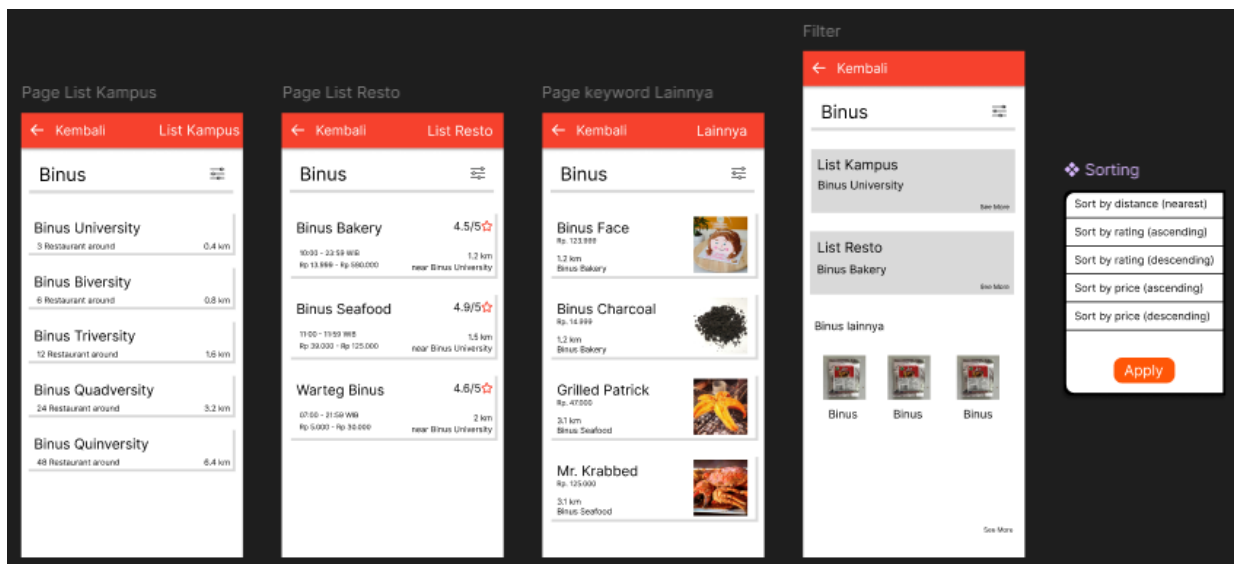 Page List Kampus
← Kembali List Kampus
Binus
Binus University
3 Restaurant around 0.4 km
Binus Biversity
6 Restaurant around 0.8 km
Binus Triversity
12 Restaurant around 1.6 km
Binus Quadversity
24 Restaurant around 3.2 km
Binus Quinversity
48 Restaurant around 6.4 km
Page List Resto
← Kembali List Resto
Binus
Binus Bakery 4.5/5
10:00 - 23:59 WIB 1,2 km
Rp 13.999 - Rp 560.000 near Binus University
Binus Seafood 4.9/5
11:00 - 11:59 WIB 1,5 km
Rp 39.000 - Rp 125.000 near Binus University
Warteg Binus 4.6/5
07:00 - 21:59 WIB 2 km
Rp 5.000 - Rp 30.000 near Binus University
Page keyword Lainnya
← Kembali Lainnya
Binus
Binus Face
Rp. 123.999
1.2 km
Binus Bakery
Binus Charcoal
Rp. 14.999
1,2 km
Binus Bakery
Grilled Patrick
Rp. 47.000
3.1 km
Binus Seafood
Mr. Krabbed
Rp. 125.000
3.1 km
Binus Seafood
Filter
← Kembali
Binus
List Kampus
Binus University
See More
List Resto
Binus Bakery
See More
Binus lainnya
Binus Binus Binus
See More
Sorting
Sort by distance (nearest)
Sort by rating (ascending)
Sort by rating (descending)
Sort by price (ascending)
Sort by price (descending)
Apply